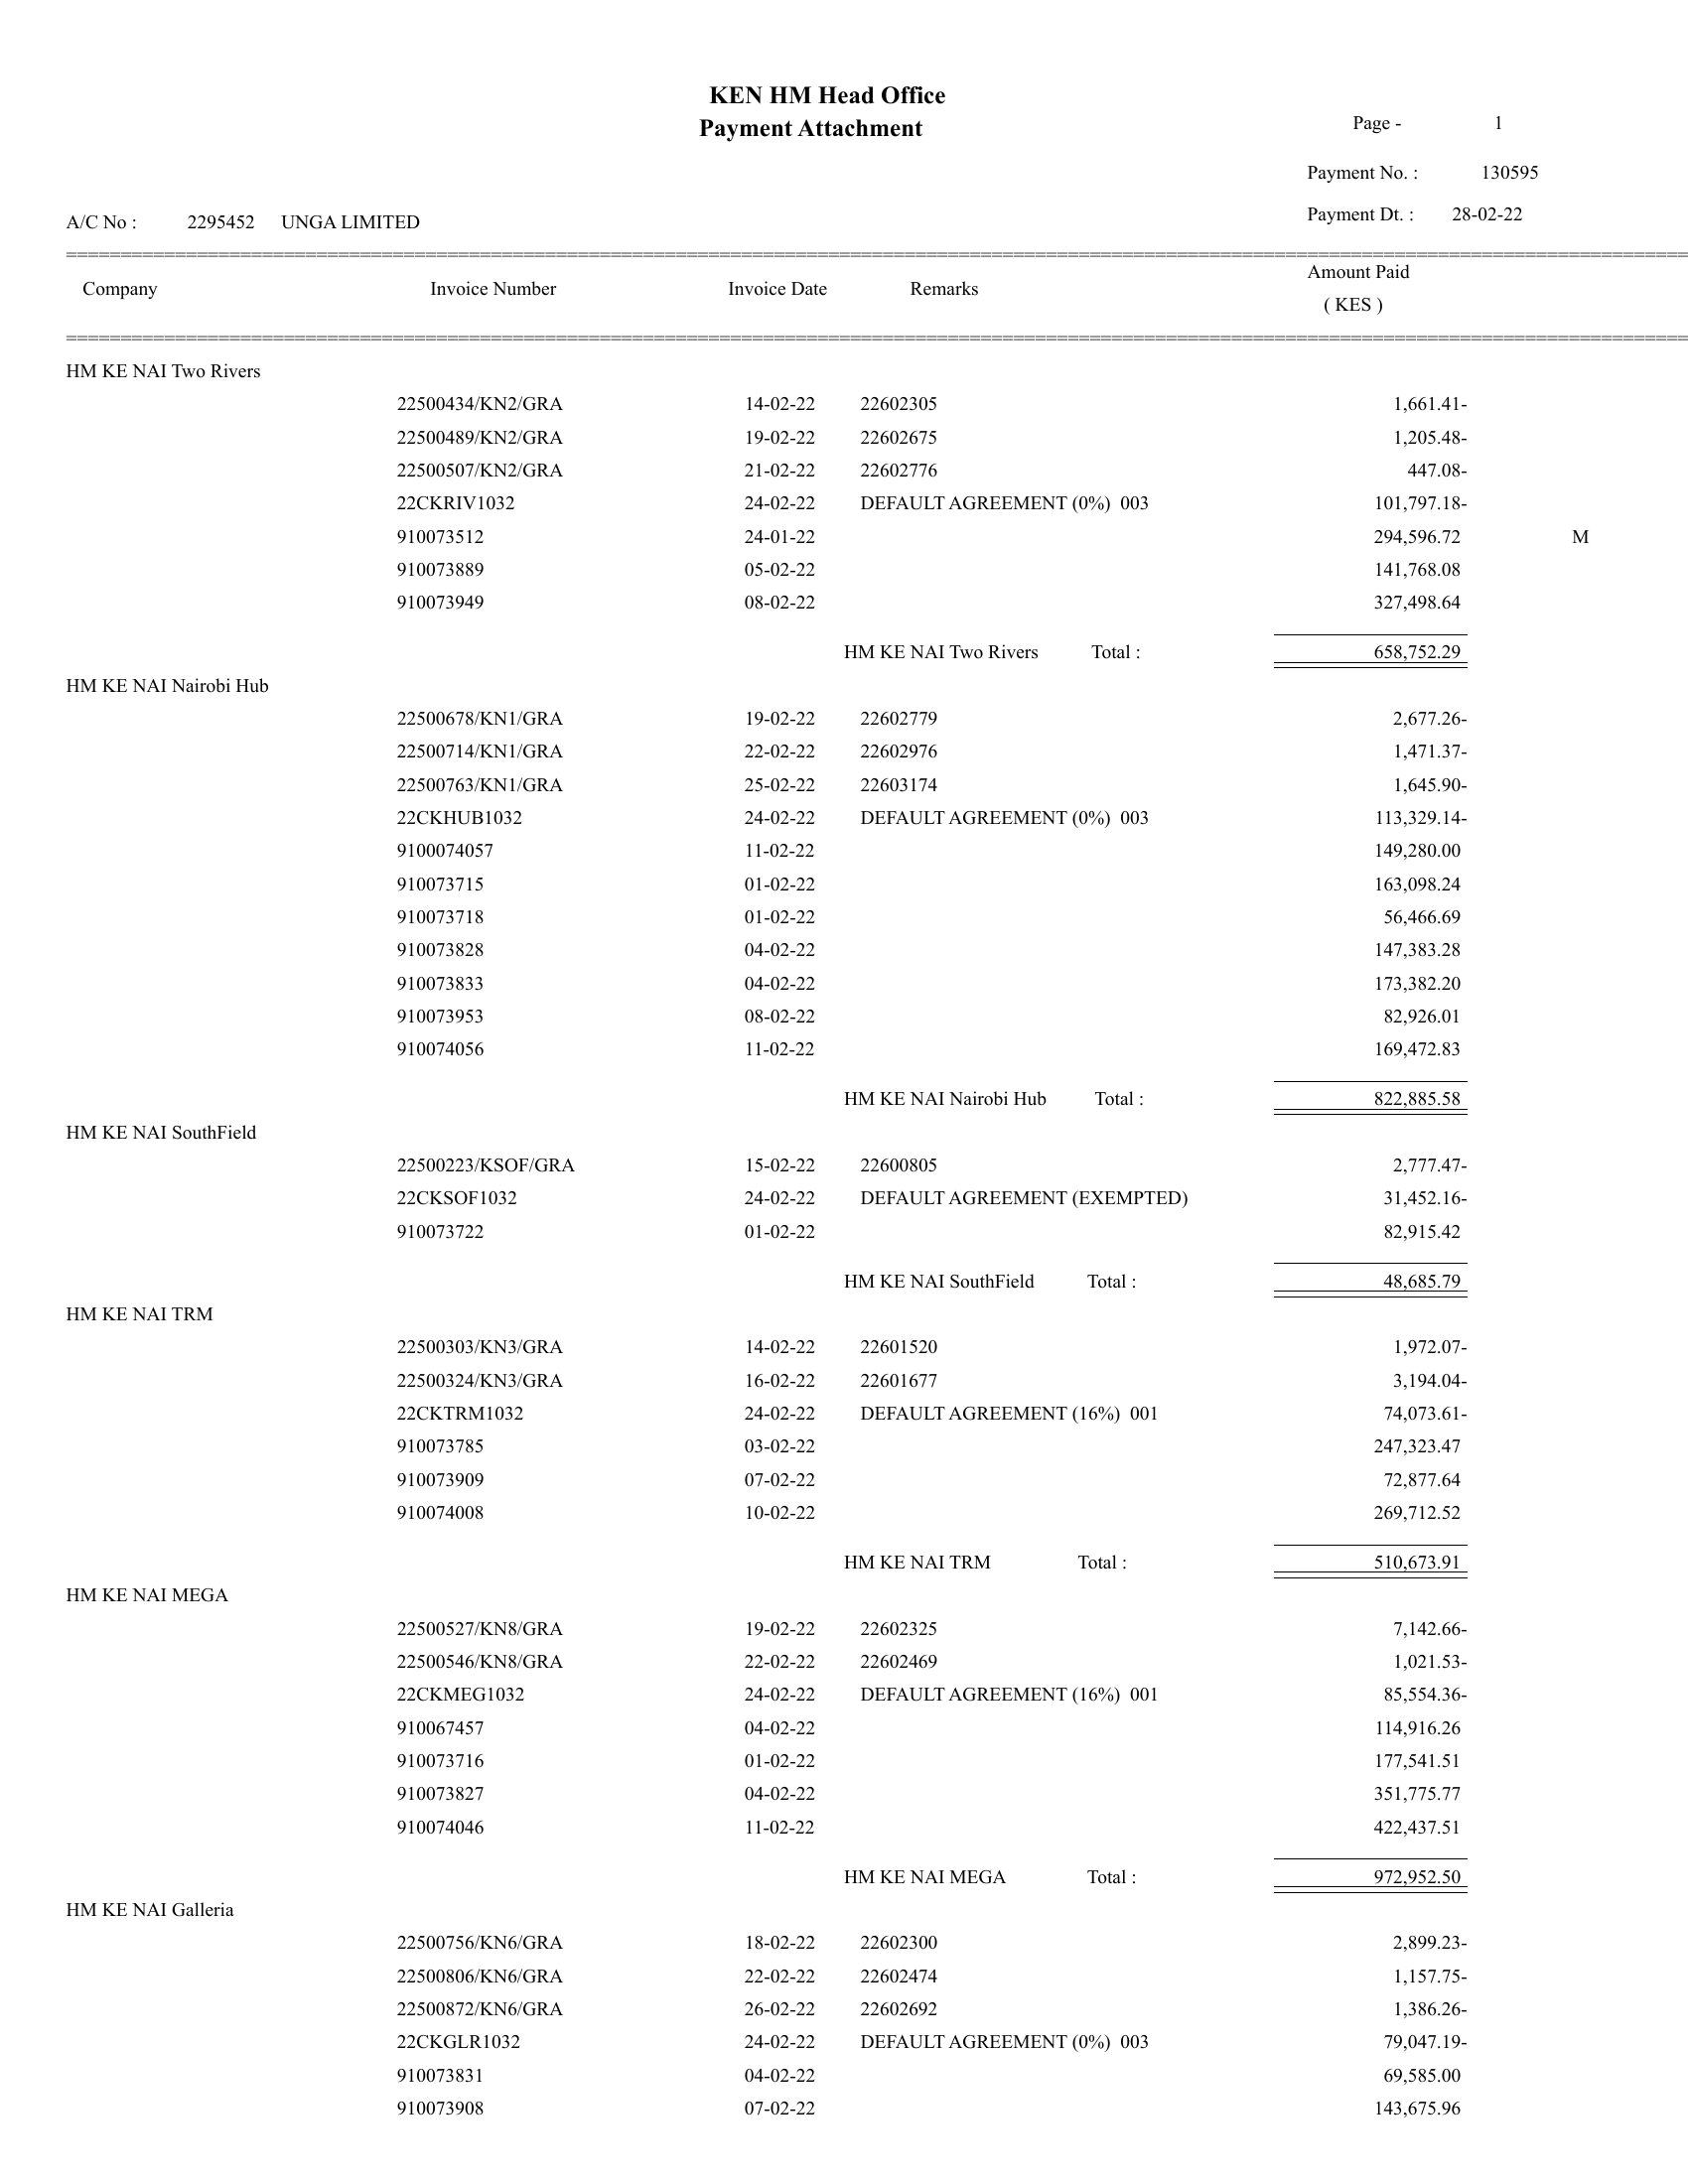 KEN HM Head Office
Payment Attachment
Page - 1
Payment No. : 130595
A/C No : 2295452 UNGA LIMITED
Payment Dt. : 28-02-22
Company Invoice Number Invoice Date Remarks Amount Paid
( KES )
HM KE NAI Two Rivers
22500434/KN2/GRA 14-02-22 22602305 1,661.41-
22500489/KN2/GRA 19-02-22 22602675 1,205.48-
22500507/KN2/GRA 21-02-22 22602776 447.08-
22CKRIV1032 24-02-22 DEFAULT AGREEMENT (0%) 003 101,797.18-
910073512 24-01-22 294,596.72 M
910073889 05-02-22 141,768.08
910073949 08-02-22 327,498.64
HM KE NAI Two Rivers Total : 658,752.29
HM KE NAI Nairobi Hub
22500678/KN1/GRA 19-02-22 22602779 2,677.26-
22500714/KN1/GRA 22-02-22 22602976 1,471.37-
22500763/KN1/GRA 25-02-22 22603174 1,645.90-
22CKHUB1032 24-02-22 DEFAULT AGREEMENT (0%) 003 113,329.14-
9100074057 11-02-22 149,280.00
910073715 01-02-22 163,098.24
910073718 01-02-22 56,466.69
910073828 04-02-22 147,383.28
910073833 04-02-22 173,382.20
910073953 08-02-22 82,926.01
910074056 11-02-22 169,472.83
HM KE NAI Nairobi Hub Total : 822,885.58
HM KE NAI SouthField
22500223/KSOF/GRA 15-02-22 22600805 2,777.47-
22CKSOF1032 24-02-22 DEFAULT AGREEMENT (EXEMPTED) 31,452.16-
910073722 01-02-22 82,915.42
HM KE NAI SouthField Total : 48,685.79
HM KE NAI TRM
22500303/KN3/GRA 14-02-22 22601520 1,972.07-
22500324/KN3/GRA 16-02-22 22601677 3,194.04-
22CKTRM1032 24-02-22 DEFAULT AGREEMENT (16%) 001 74,073.61-
910073785 03-02-22 247,323.47
910073909 07-02-22 72,877.64
910074008 10-02-22 269,712.52
HM KE NAI TRM Total : 510,673.91
HM KE NAI MEGA
22500527/KN8/GRA 19-02-22 22602325 7,142.66-
22500546/KN8/GRA 22-02-22 22602469 1,021.53-
22CKMEG1032 24-02-22 DEFAULT AGREEMENT (16%) 001 85,554.36-
910067457 04-02-22 114,916.26
910073716 01-02-22 177,541.51
910073827 04-02-22 351,775.77
910074046 11-02-22 422,437.51
HM KE NAI MEGA Total : 972,952.50
HM KE NAI Galleria
22500756/KN6/GRA 18-02-22 22602300 2,899.23-
22500806/KN6/GRA 22-02-22 22602474 1,157.75-
22500872/KN6/GRA 26-02-22 22602692 1,386.26-
22CKGLR1032 24-02-22 DEFAULT AGREEMENT (0%) 003 79,047.19-
910073831 04-02-22 69,585.00
910073908 07-02-22 143,675.96